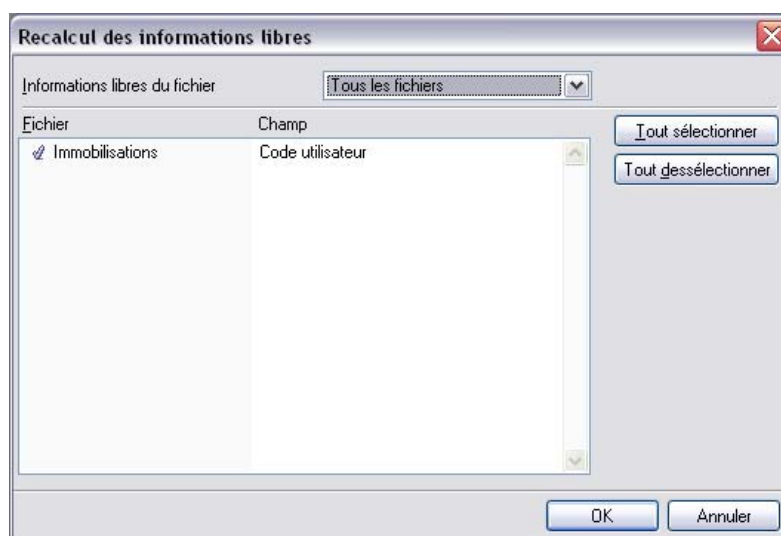 Recalcul des informations libres
Informations libres du fichier Tous les fichiers
Fichier Champ
Immobilisations Code utilisateur
Tout sélectionner
Tout dessélectionner
OK Annuler